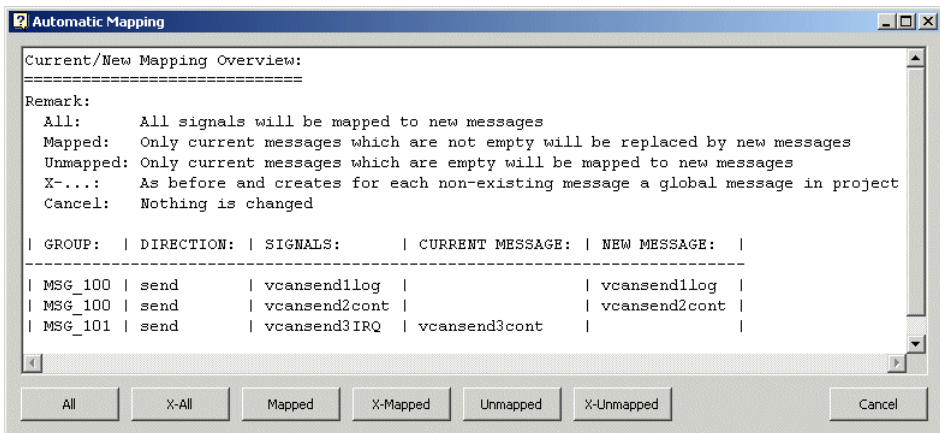 Automatic Mapping
Current/New Mapping Overview:
=============================
Remark:
All: All signals will be mapped to new messages
Mapped: Only current messages which are not empty will be replaced by new messages
Unmapped: Only current messages which are empty will be mapped to new messages
X-...: As before and creates for each non-existing message a global message in project
Cancel: Nothing is changed
| GROUP: | DIRECTION: | SIGNALS: | CURRENT MESSAGE: | NEW MESSAGE: |
---------------------------------------------------------------------------
| MSG_100 | send | vcansend1log | | vcansend1log |
| MSG_100 | send | vcansend2cont | | vcansend2cont |
| MSG_101 | send | vcansend3IRQ | vcansend3cont | |
All X-All Mapped X-Mapped Unmapped X-Unmapped Cancel